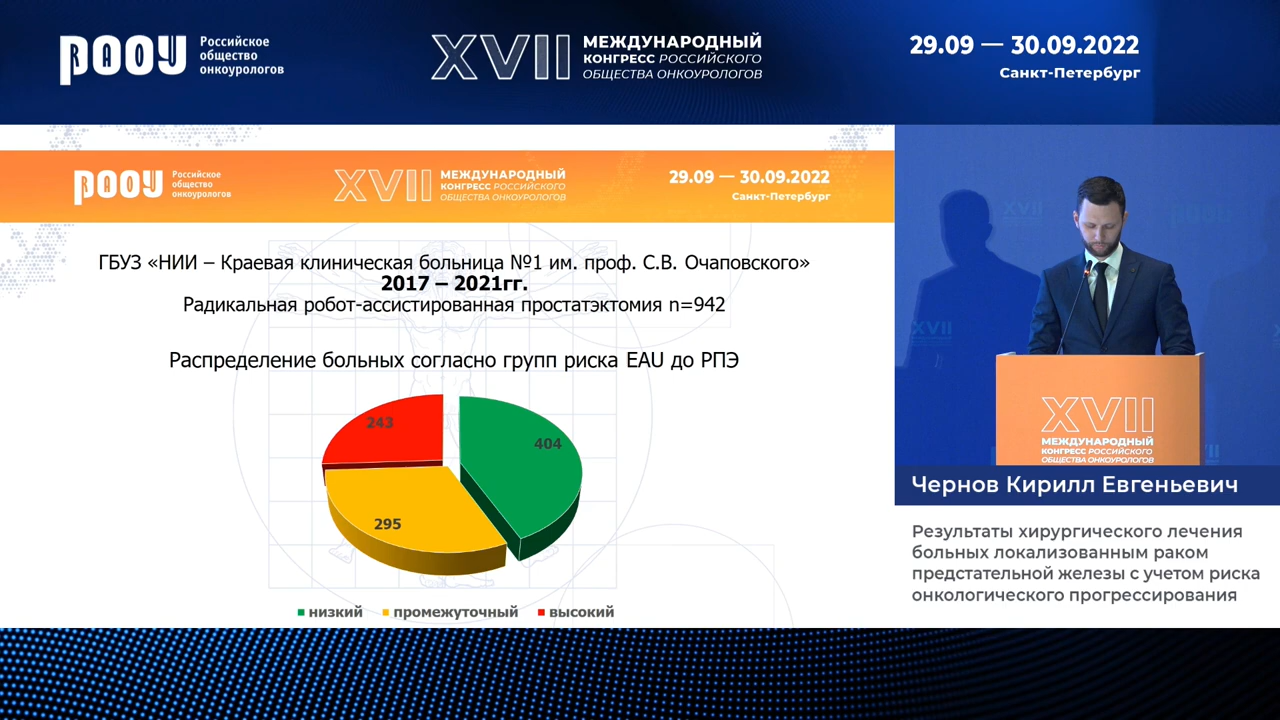 РАОУ
Российское
общество
онкоурологов
XVII
МЕЖДУНАРОДНЫЙ
КОНГРЕСС РОССИЙСКОГО
ОБЩЕСТВА ОНКОУРОЛОГОВ
29.09 — 30.09.2022
Санкт-Петербург
РАОУ
Российское
общество
онкоурологов
XVII
МЕЖДУНАРОДНЫЙ
КОНГРЕСС РОССИЙСКОГО
ОБЩЕСТВА ОНКОУРОЛОГОВ
29.09 — 30.09.2022
Санкт-Петербург
ГБУЗ «НИИ – Краевая клиническая больница №1 им. проф. С.В. Очаповского»
2017 – 2021гг.
Радикальная робот-ассистированная простатэктомия n=942
Распределение больных согласно групп риска EAU до РПЭ
243
404
295
низкий
промежуточный
высокий
XVII
XVII
XVII
МЕЖДУНАРОДНЫЙ
КОНГРЕСС РОССИЙСКОГО
ОБЩЕСТВА ОНКОУРОЛОГОВ
Чернов Кирилл Евгеньевич
Результаты хирургического лечения
больных локализованным раком
предстательной железы с учетом риска
онкологического прогрессирования